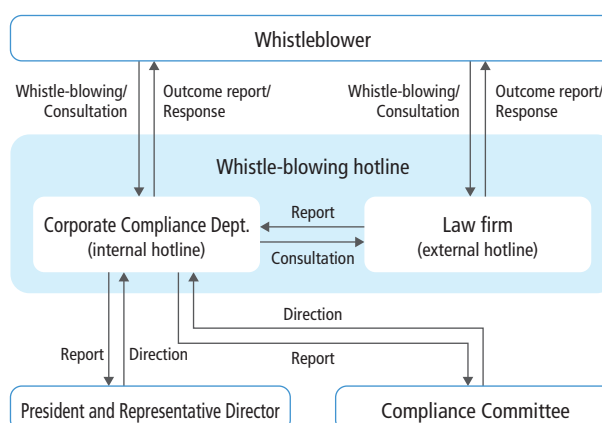 Whistleblower
Whistle-blowing/
Consultation
Outcome report/
Response
Whistle-blowing/
Consultation
Outcome report/
Response
Whistle-blowing hotline
Corporate Compliance Dept.
(internal hotline)
Report
Consultation
Law firm
(external hotline)
Direction
Report
Direction
Report
President and Representative Director
Compliance Committee